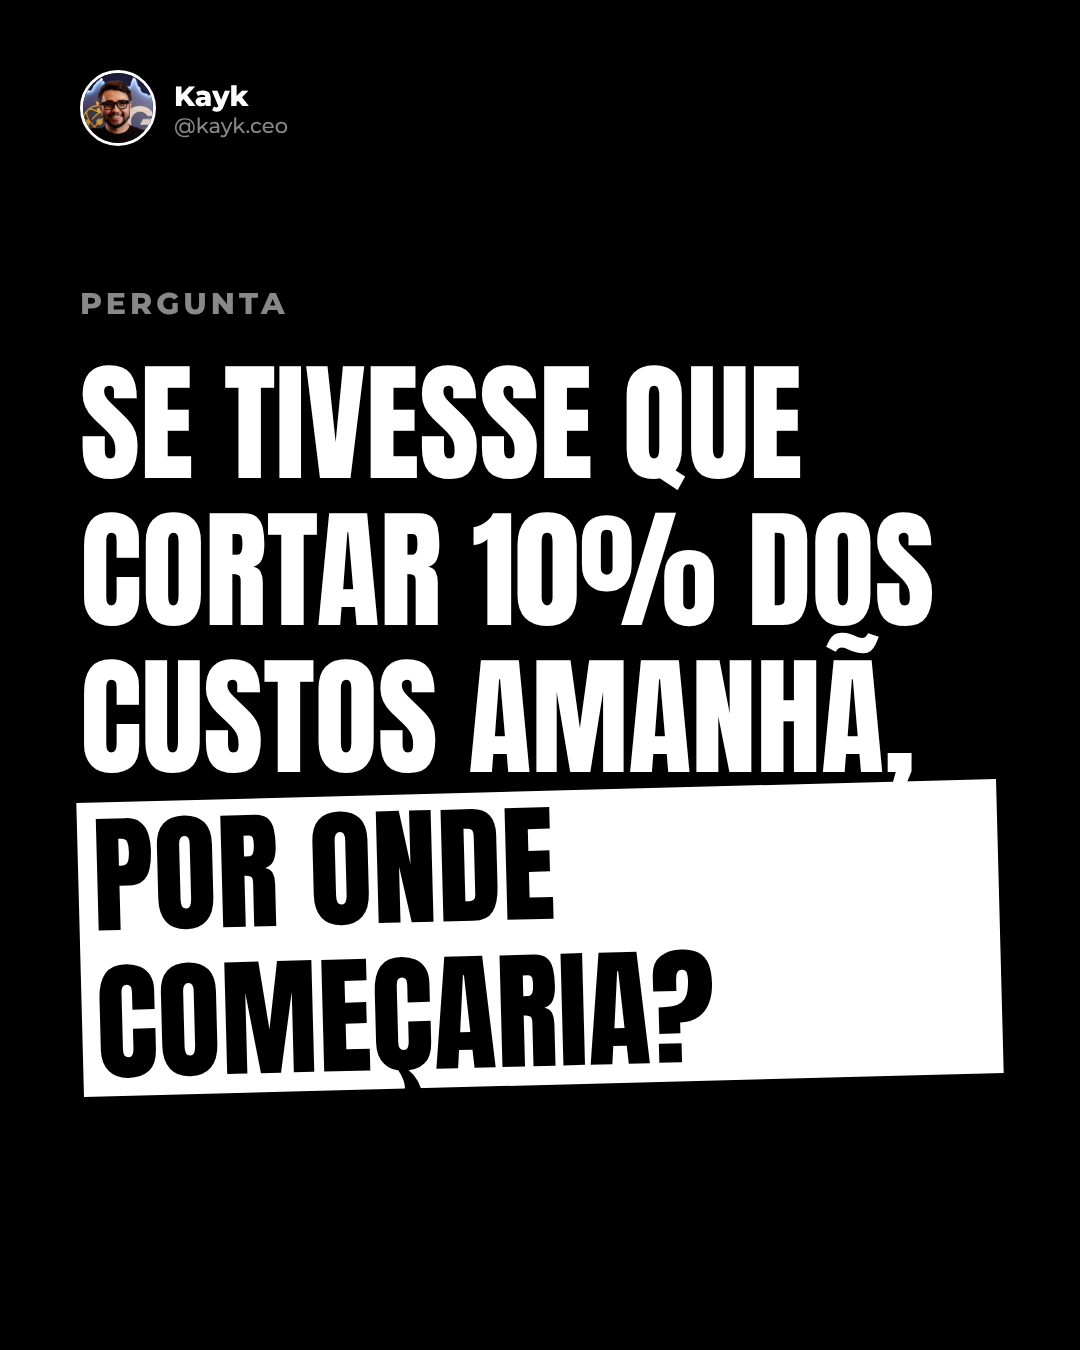 Kayk
@kayk.ceo
PERGUNTA
SE TIVESSE QUE
CORTAR 10% DOS
CUSTOS AMANHÃ,
POR ONDE
COMEÇARIA?